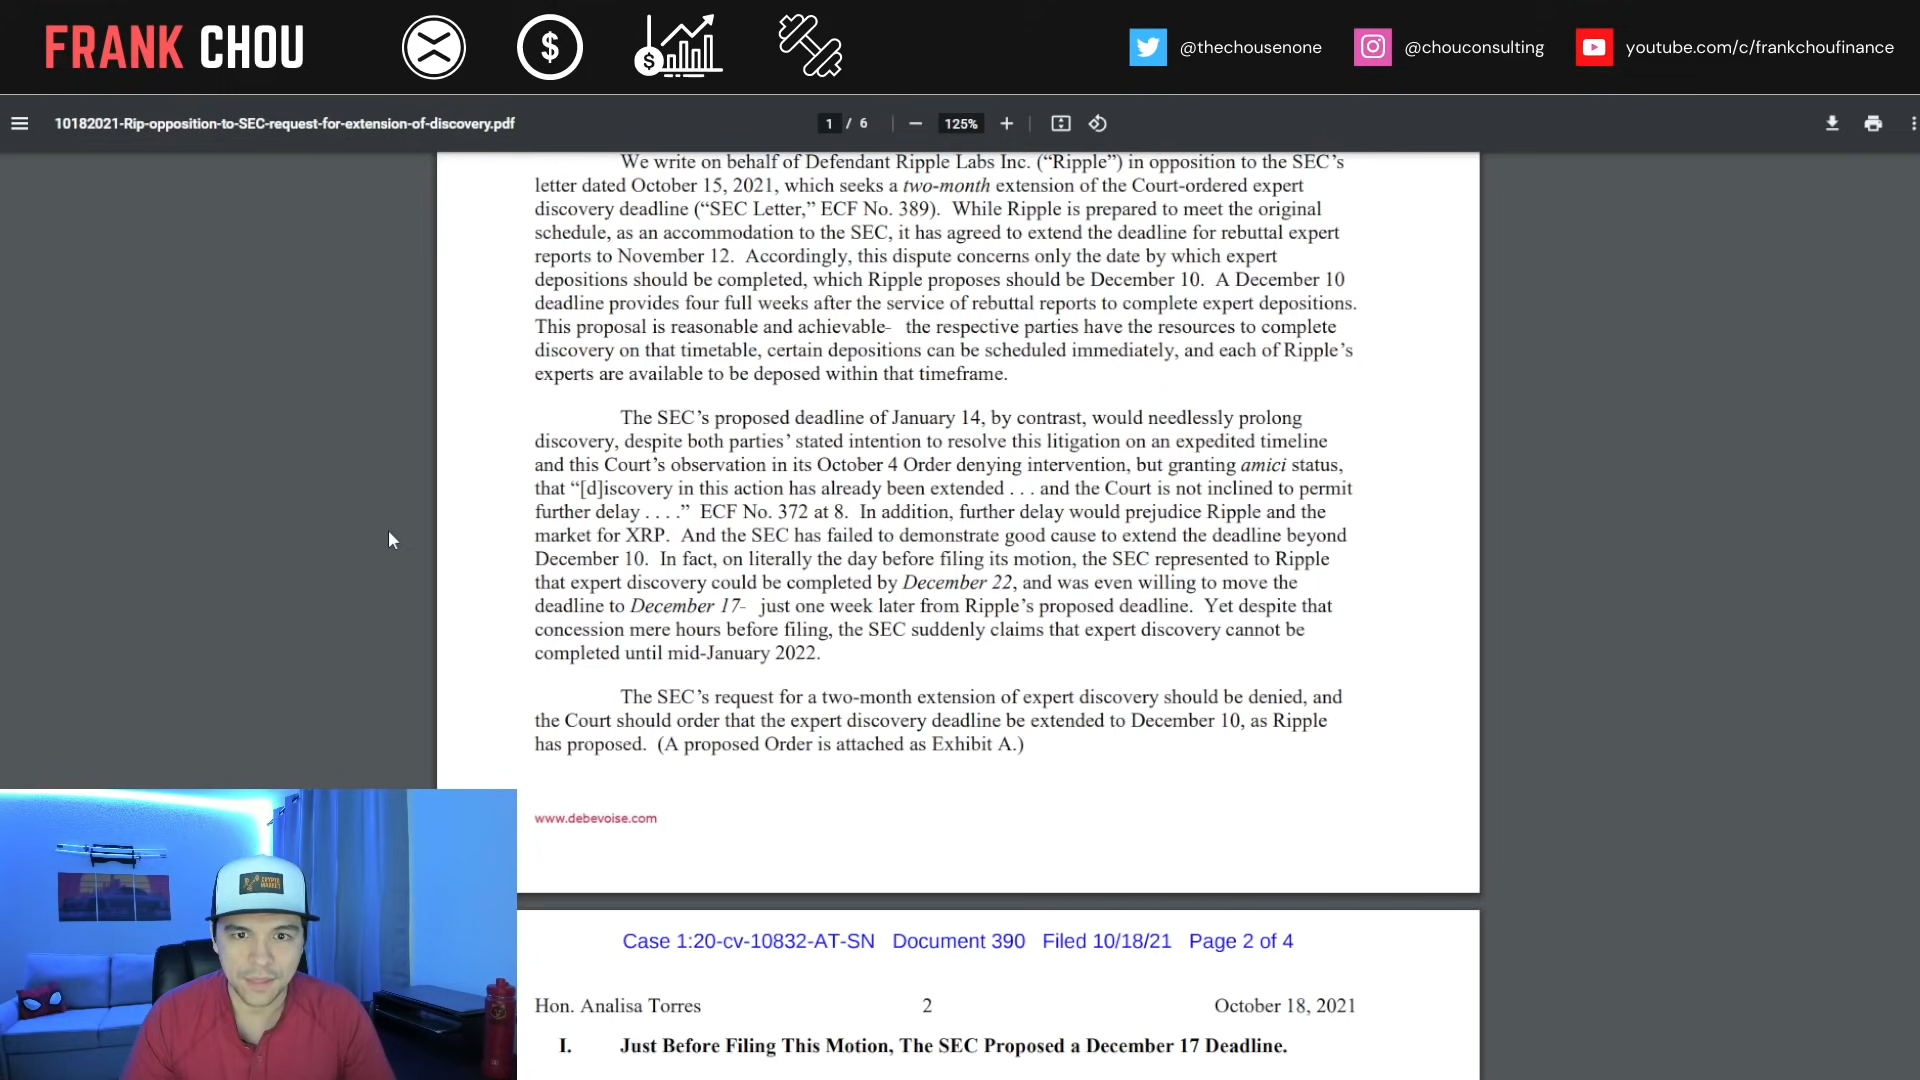 FRANK CHOU
@thechousenone
@chouconsulting
youtube.com/c/frankchoufinance
10182021-Rip-opposition-to-SEC-request-for-extension-of-discovery.pdf
1 / 6
125%
We write on behalf of Defendant Ripple Labs Inc. (“Ripple”) in opposition to the SEC’s
letter dated October 15, 2021, which seeks a two-month extension of the Court-ordered expert
discovery deadline (“SEC Letter,” ECF No. 389). While Ripple is prepared to meet the original
schedule, as an accommodation to the SEC, it has agreed to extend the deadline for rebuttal expert
reports to November 12. Accordingly, this dispute concerns only the date by which expert
depositions should be completed, which Ripple proposes should be December 10. A December 10
deadline provides four full weeks after the service of rebuttal reports to complete expert depositions.
This proposal is reasonable and achievable- the respective parties have the resources to complete
discovery on that timetable, certain depositions can be scheduled immediately, and each of Ripple’s
experts are available to be deposed within that timeframe.
The SEC’s proposed deadline of January 14, by contrast, would needlessly prolong
discovery, despite both parties’ stated intention to resolve this litigation on an expedited timeline
and this Court’s observation in its October 4 Order denying intervention, but granting amici status,
that “[d]iscovery in this action has already been extended . . . and the Court is not inclined to permit
further delay . . . .” ECF No. 372 at 8. In addition, further delay would prejudice Ripple and the
market for XRP. And the SEC has failed to demonstrate good cause to extend the deadline beyond
December 10. In fact, on literally the day before filing its motion, the SEC represented to Ripple
that expert discovery could be completed by December 22, and was even willing to move the
deadline to December 17- just one week later from Ripple’s proposed deadline. Yet despite that
concession mere hours before filing, the SEC suddenly claims that expert discovery cannot be
completed until mid-January 2022.
The SEC’s request for a two-month extension of expert discovery should be denied, and
the Court should order that the expert discovery deadline be extended to December 10, as Ripple
has proposed. (A proposed Order is attached as Exhibit A.)
www.debevoise.com
CRYPTO
MARKET
Case 1:20-cv-10832-AT-SN Document 390 Filed 10/18/21 Page 2 of 4
Hon. Analisa Torres 2 October 18, 2021
I. Just Before Filing This Motion, The SEC Proposed a December 17 Deadline.